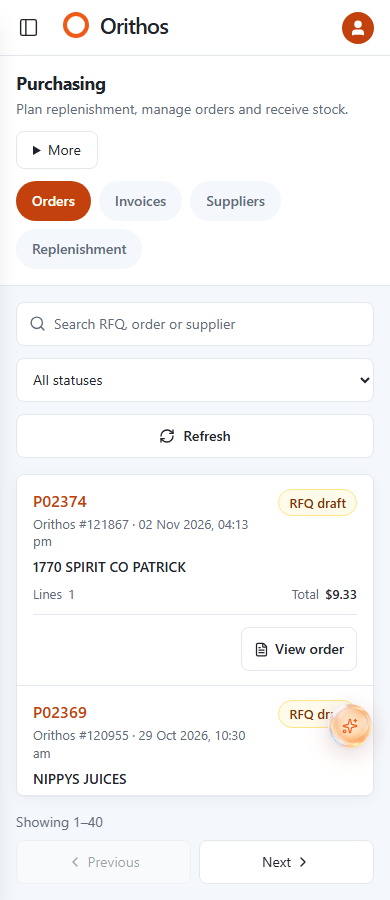 Orithos
Purchasing
Plan replenishment, manage orders and receive stock.
More
Orders
Invoices
Suppliers
Replenishment
Search RFQ, order or supplier
All statuses
Refresh
P02374
RFQ draft
Orithos #121867 · 02 Nov 2026, 04:13
pm
1770 SPIRIT CO PATRICK
Lines 1
Total $9.33
View order
P02369
RFQ
Orithos #120955 · 29 Oct 2026, 10:30
am
NIPPYS JUICES
Showing 1–40
Previous
Next